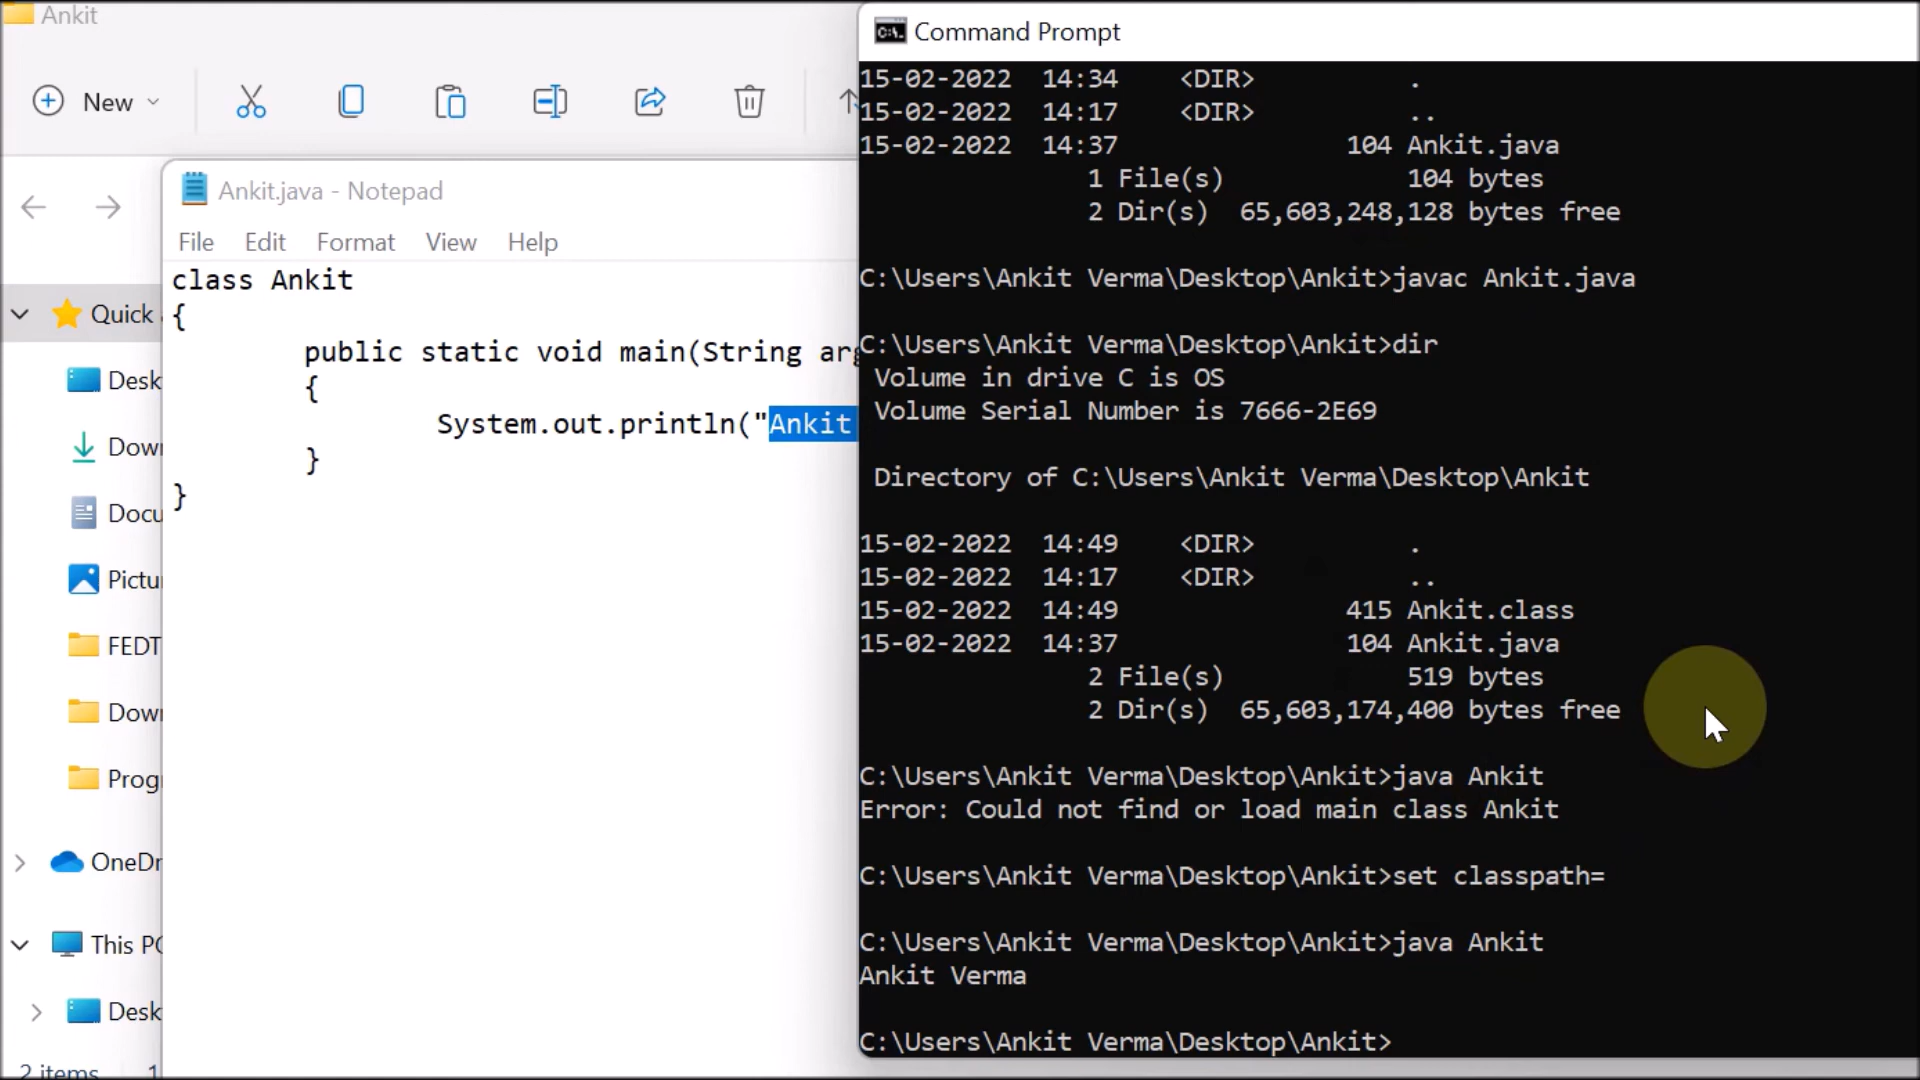 Ankit
New
Quick
Desk
Down
Docu
Pictu
FEDT
Down
Prog
OneDr
This PC
Desk
2 items
Ankit.java - Notepad
File Edit Format View Help
class Ankit
{
public static void main(String arg
{
System.out.println("Ankit
}
}
Command Prompt
15-02-2022 14:34 <DIR> .
15-02-2022 14:17 <DIR> ..
15-02-2022 14:37 104 Ankit.java
1 File(s) 104 bytes
2 Dir(s) 65,603,248,128 bytes free
C:\Users\Ankit Verma\Desktop\Ankit>javac Ankit.java
C:\Users\Ankit Verma\Desktop\Ankit>dir
Volume in drive C is OS
Volume Serial Number is 7666-2E69
Directory of C:\Users\Ankit Verma\Desktop\Ankit
15-02-2022 14:49 <DIR> .
15-02-2022 14:17 <DIR> ..
15-02-2022 14:49 415 Ankit.class
15-02-2022 14:37 104 Ankit.java
2 File(s) 519 bytes
2 Dir(s) 65,603,174,400 bytes free
C:\Users\Ankit Verma\Desktop\Ankit>java Ankit
Error: Could not find or load main class Ankit
C:\Users\Ankit Verma\Desktop\Ankit>set classpath=
C:\Users\Ankit Verma\Desktop\Ankit>java Ankit
Ankit Verma
C:\Users\Ankit Verma\Desktop\Ankit>